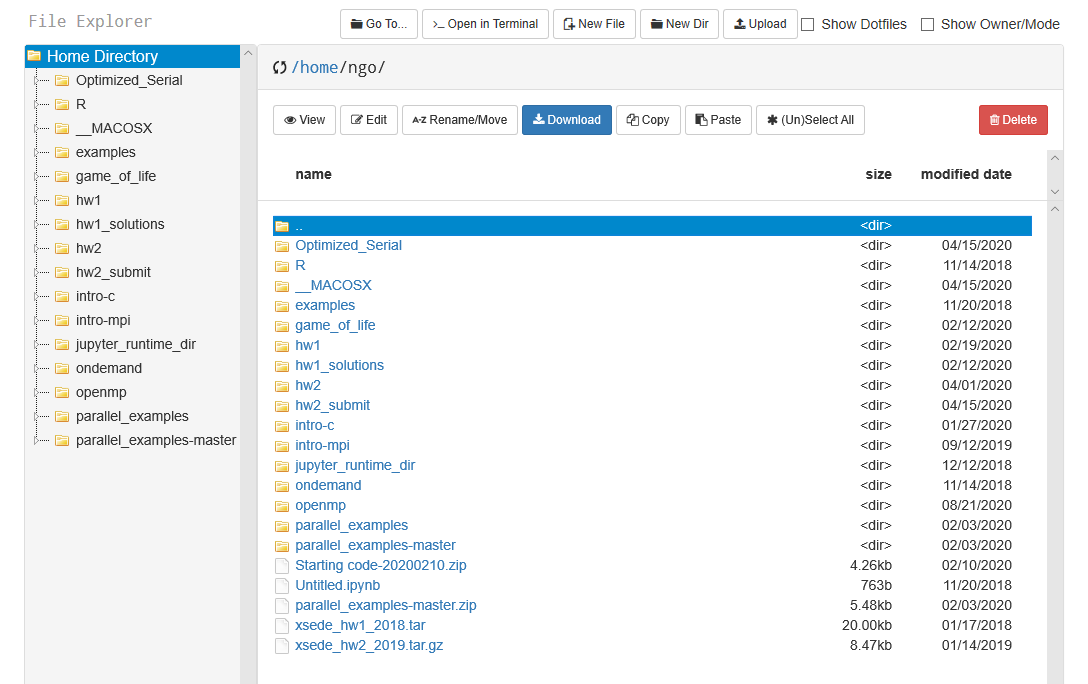 File Explorer
Go To... >_ Open in Terminal New File New Dir Upload Show Dotfiles Show Owner/Mode
Home Directory
Optimized_Serial
R
__MACOSX
examples
game_of_life
hw1
hw1_solutions
hw2
hw2_submit
intro-c
intro-mpi
jupyter_runtime_dir
ondemand
openmp
parallel_examples
parallel_examples-master
/home/ngo/
View Edit A-Z Rename/Move Download Copy Paste (Un)Select All Delete
name size modified date
.. <dir>
Optimized_Serial <dir> 04/15/2020
R <dir> 11/14/2018
__MACOSX <dir> 04/15/2020
examples <dir> 11/20/2018
game_of_life <dir> 02/12/2020
hw1 <dir> 02/19/2020
hw1_solutions <dir> 02/12/2020
hw2 <dir> 04/01/2020
hw2_submit <dir> 04/15/2020
intro-c <dir> 01/27/2020
intro-mpi <dir> 09/12/2019
jupyter_runtime_dir <dir> 12/12/2018
ondemand <dir> 11/14/2018
openmp <dir> 08/21/2020
parallel_examples <dir> 02/03/2020
parallel_examples-master <dir> 02/03/2020
Starting code-20200210.zip 4.26kb 02/10/2020
Untitled.ipynb 763b 11/20/2018
parallel_examples-master.zip 5.48kb 02/03/2020
xsede_hw1_2018.tar 20.00kb 01/17/2018
xsede_hw2_2019.tar.gz 8.47kb 01/14/2019